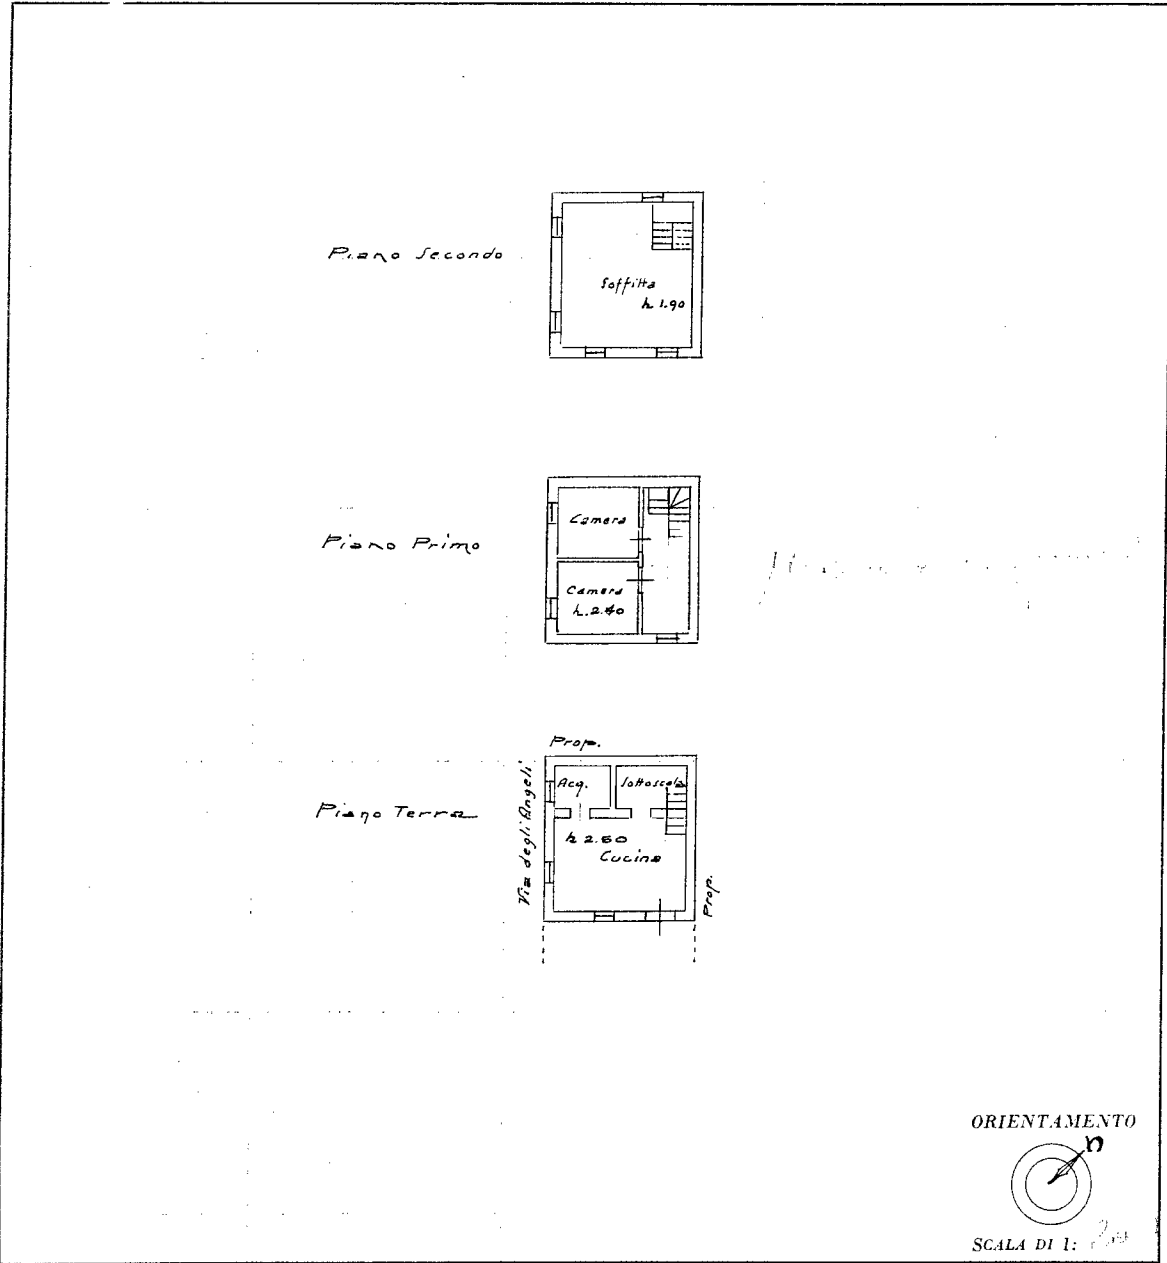 Piano Secondo
Soffitta
h 1.90
Piano Primo
Camera
Camera
h. 2.40
Prop.
Via degli Angeli
Acq.
Sottoscala
Piano Terra
h 2.60
Cucina
Prop.
ORIENTAMENTO
n
SCALA DI 1: